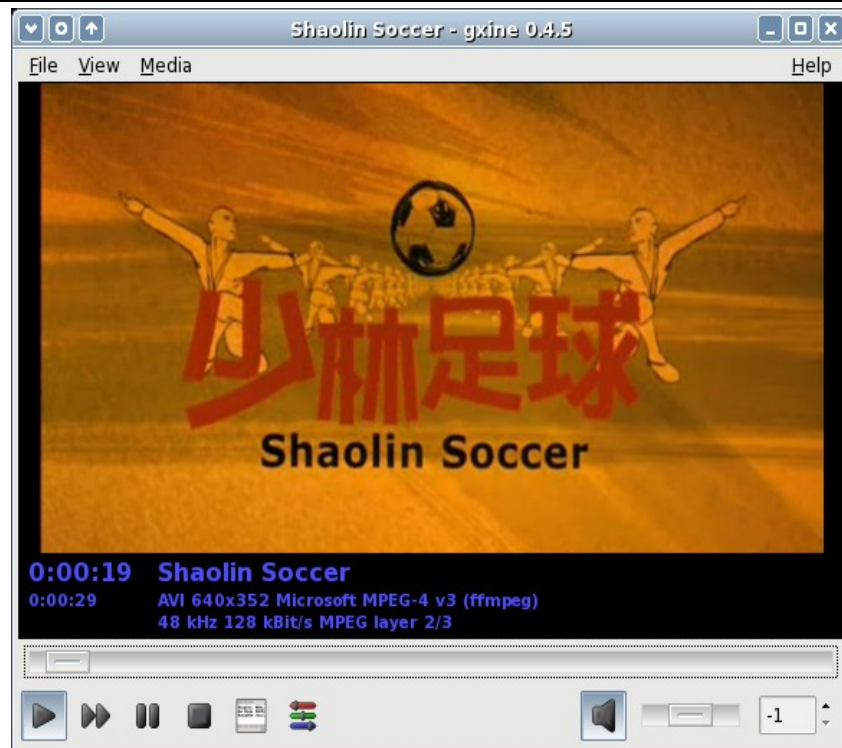 Shaolin Soccer - gxine 0.4.5
File View Media Help
少林足球
Shaolin Soccer
0:00:19 Shaolin Soccer
0:00:29 AVI 640x352 Microsoft MPEG-4 v3 (ffmpeg)
48 kHz 128 kBit/s MPEG layer 2/3
-1